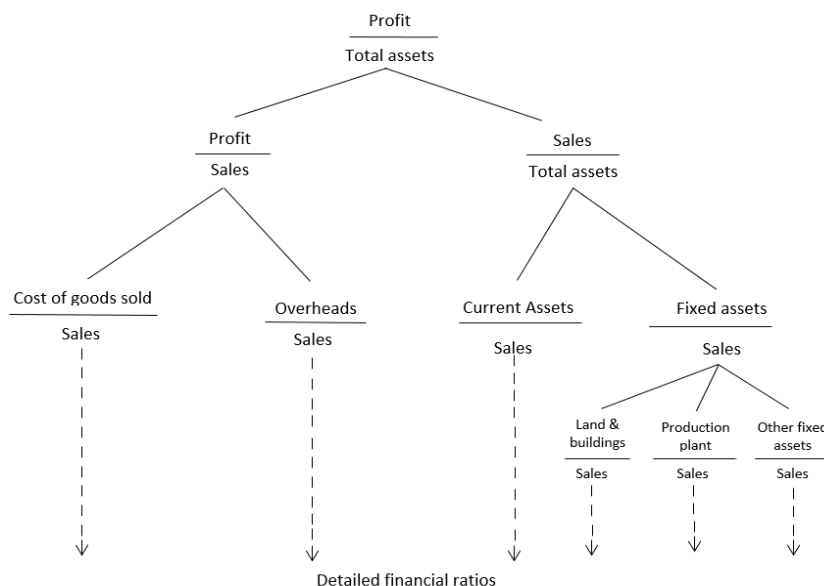 Profit
Total assets
Profit
Sales
Sales
Total assets
Cost of goods sold
Sales
Overheads
Sales
Current Assets
Sales
Fixed assets
Sales
Land &
buildings
Sales
Production
plant
Sales
Other fixed
assets
Sales
Detailed financial ratios